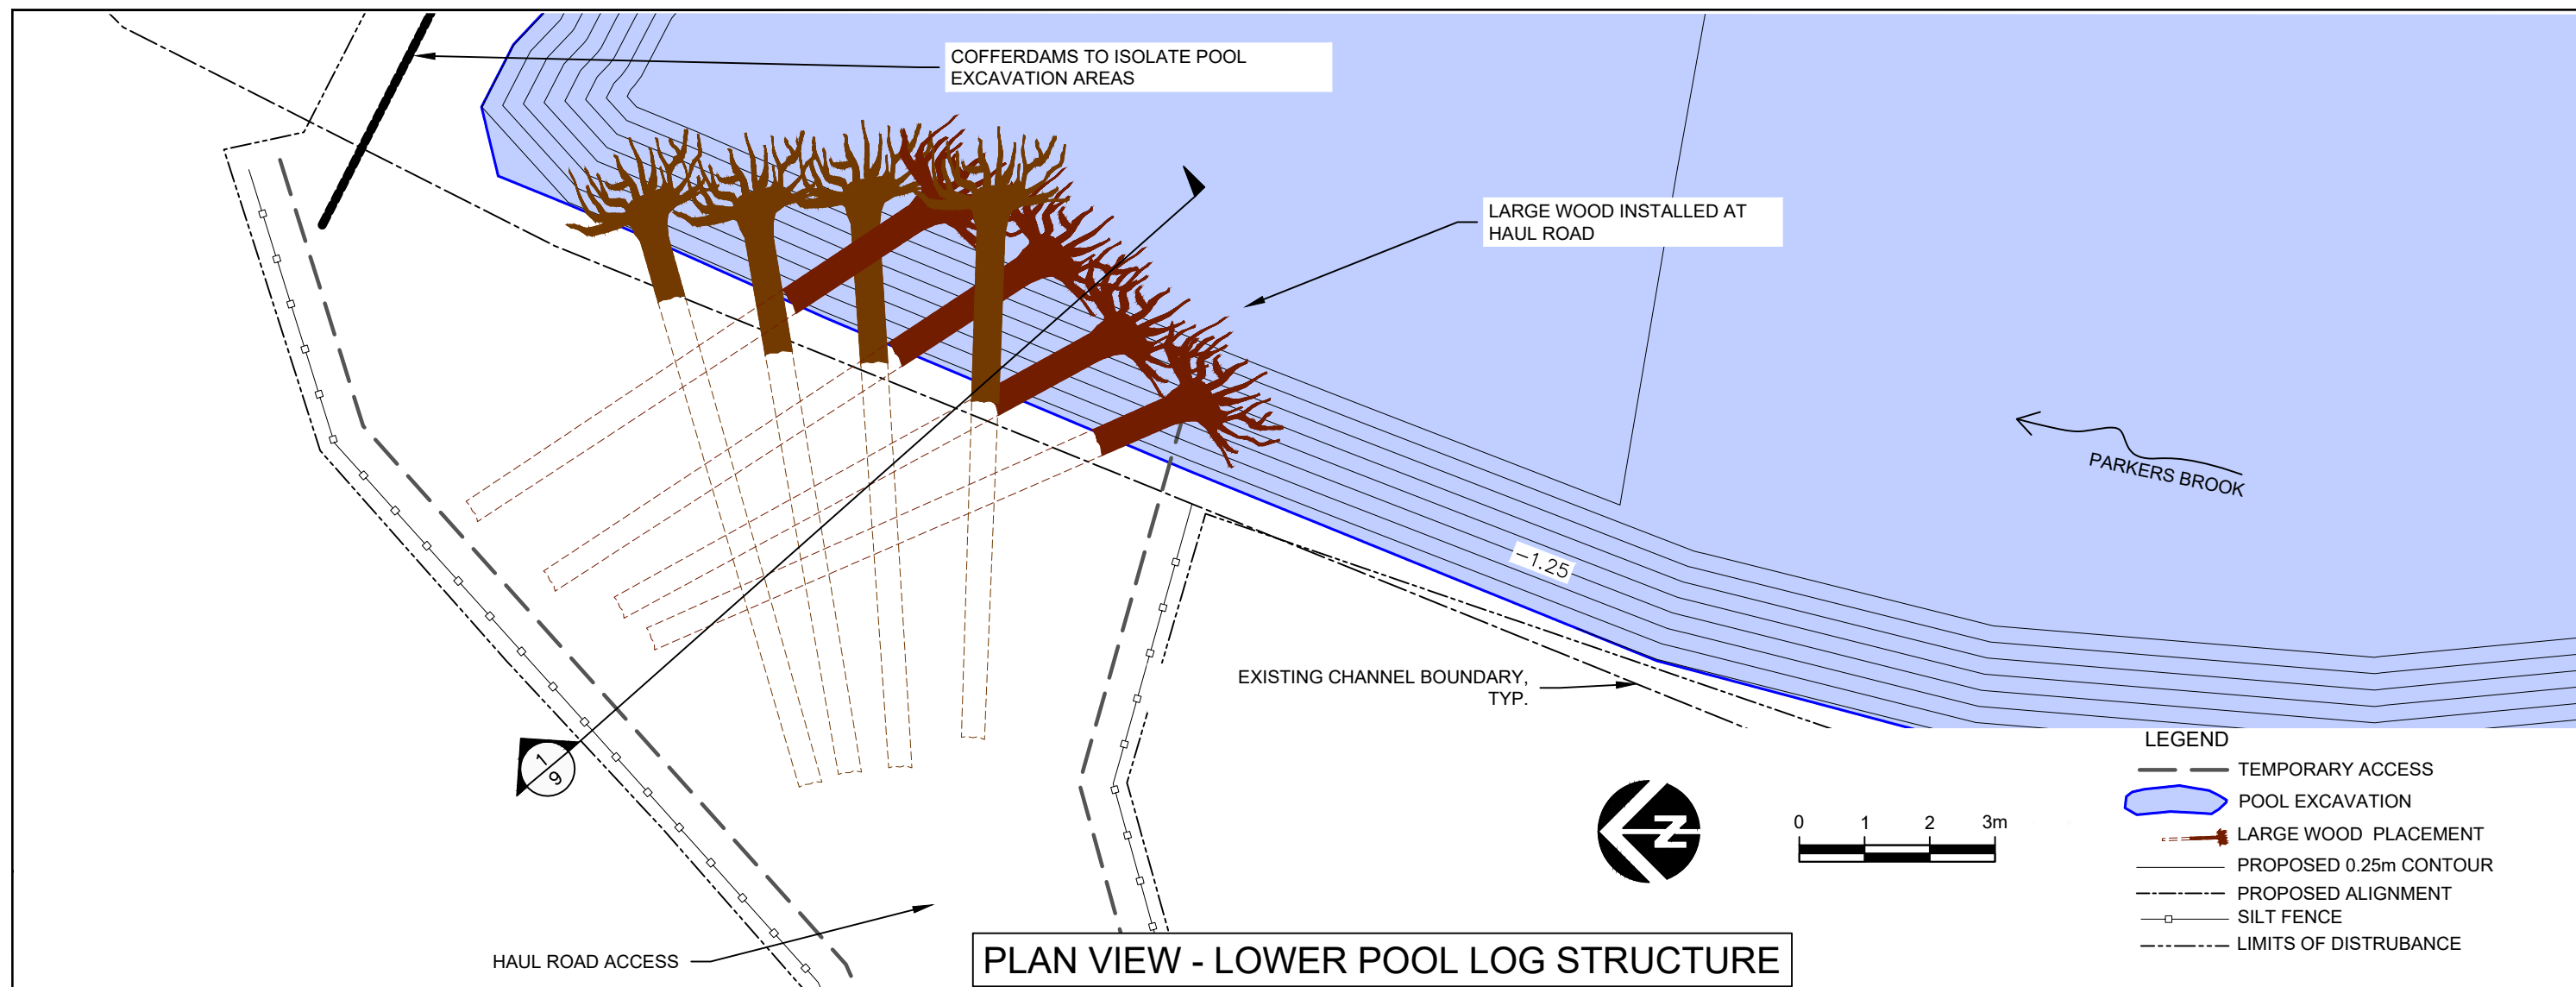 COFFERDAMS TO ISOLATE POOL
EXCAVATION AREAS
LARGE WOOD INSTALLED AT
HAUL ROAD
PARKERS BROOK
-1.25
EXISTING CHANNEL BOUNDARY,
TYP.
1
9
HAUL ROAD ACCESS
Z
0 1 2 3m
LEGEND
TEMPORARY ACCESS
POOL EXCAVATION
LARGE WOOD PLACEMENT
PROPOSED 0.25m CONTOUR
PROPOSED ALIGNMENT
SILT FENCE
LIMITS OF DISTRUBANCE
PLAN VIEW - LOWER POOL LOG STRUCTURE